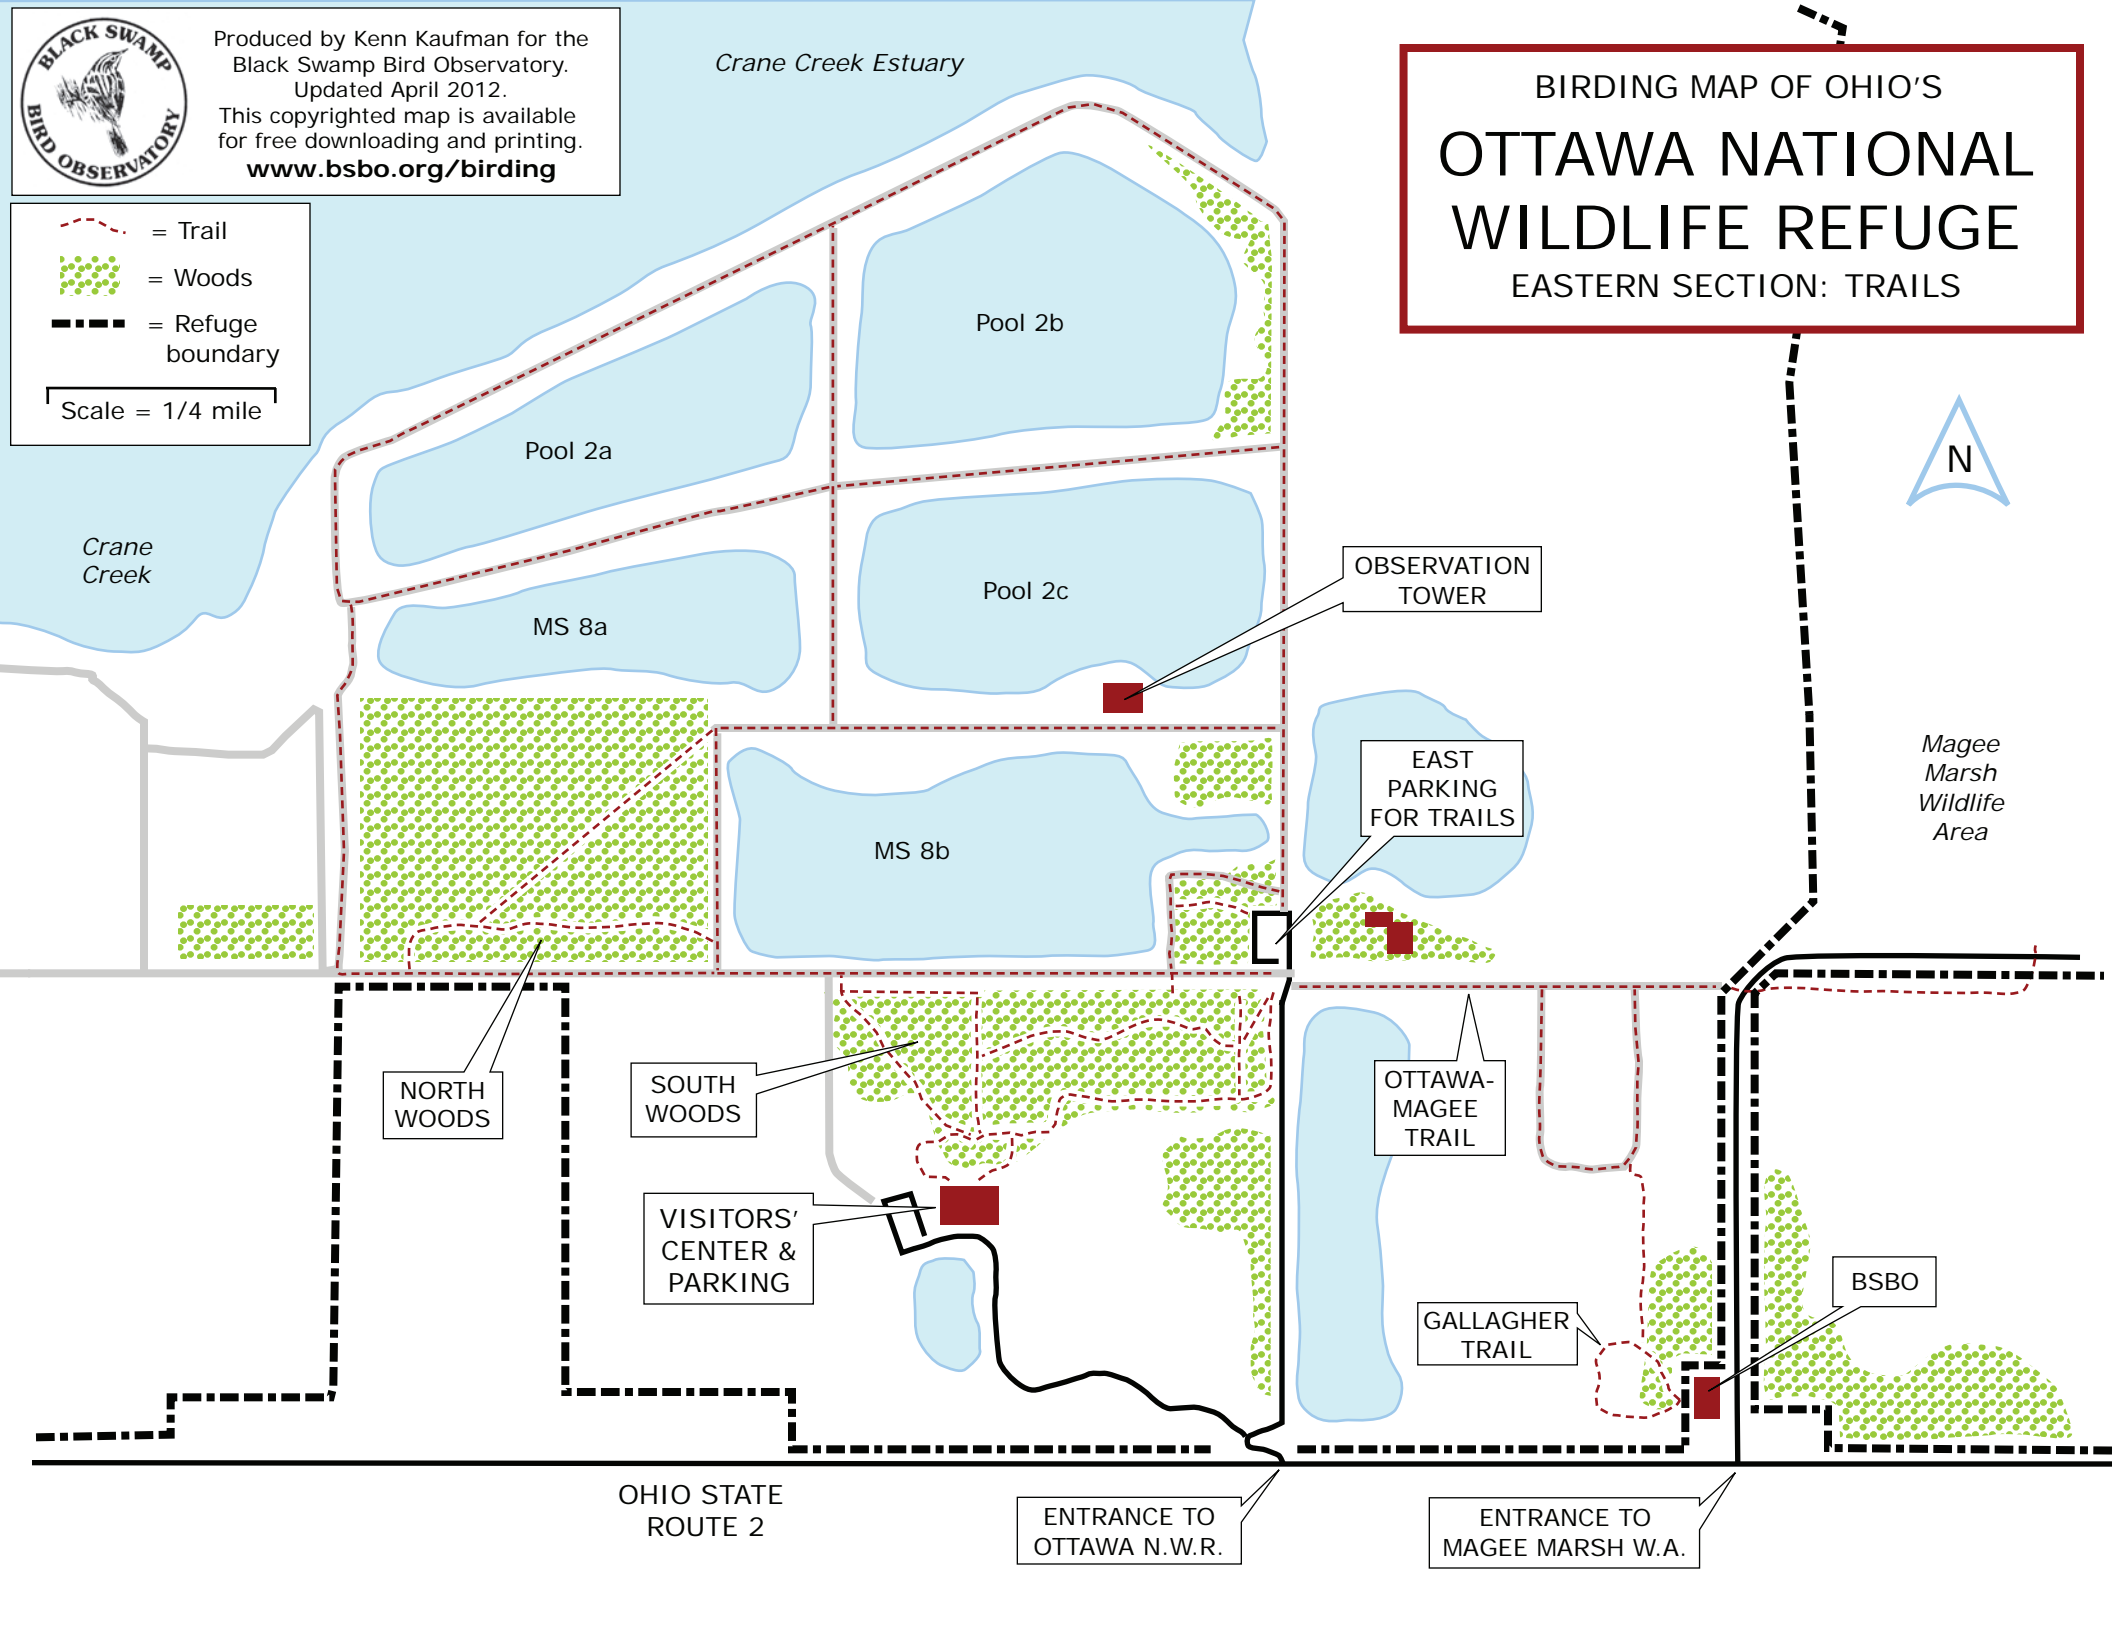 BLACK SWAMP
BIRD OBSERVATORY
Produced by Kenn Kaufman for the
Black Swamp Bird Observatory.
Updated April 2012.
This copyrighted map is available
for free downloading and printing.
www.bsbo.org/birding
= Trail
= Woods
= Refuge
boundary
Scale = 1/4 mile
Crane Creek Estuary
BIRDING MAP OF OHIO'S
OTTAWA NATIONAL
WILDLIFE REFUGE
EASTERN SECTION: TRAILS
Pool 2b
Pool 2a
N
Crane
Creek
Pool 2c
OBSERVATION
TOWER
MS 8a
EAST
PARKING
FOR TRAILS
Magee
Marsh
Wildlife
Area
MS 8b
NORTH
WOODS
SOUTH
WOODS
OTTAWA-
MAGEE
TRAIL
VISITORS'
CENTER &
PARKING
BSBO
GALLAGHER
TRAIL
OHIO STATE
ROUTE 2
ENTRANCE TO
OTTAWA N.W.R.
ENTRANCE TO
MAGEE MARSH W.A.